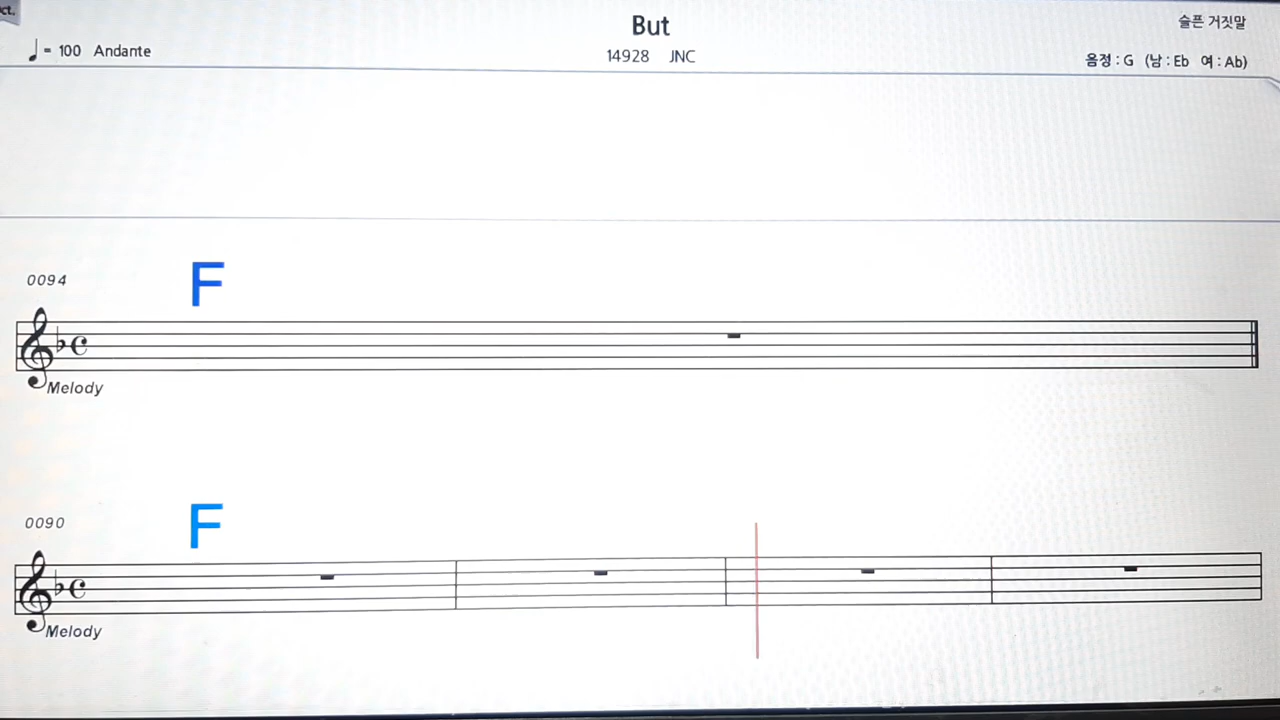 ct.
But
슬픈 거짓말
= 100 Andante
14928 JNC
음정 : G (남 : Eb 여 : Ab)
0094
F
Melody
0090
F
Melody